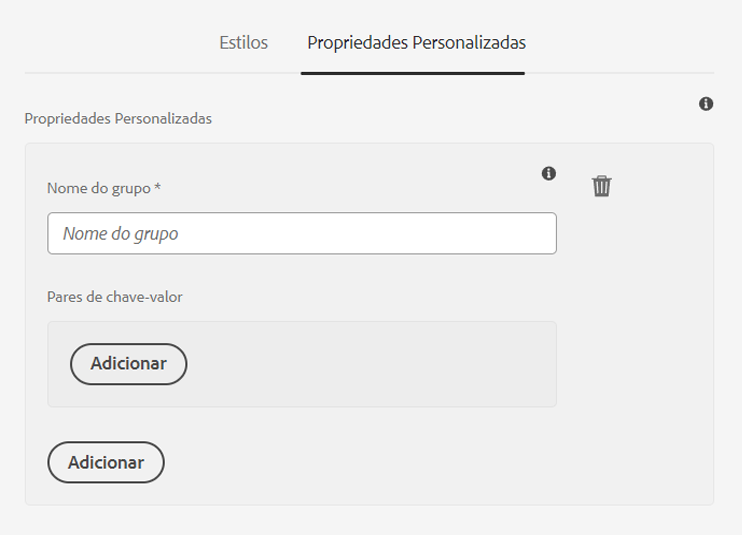 Estilos Propriedades Personalizadas
Propriedades Personalizadas
Nome do grupo *
Nome do grupo
Pares de chave-valor
Adicionar
Adicionar